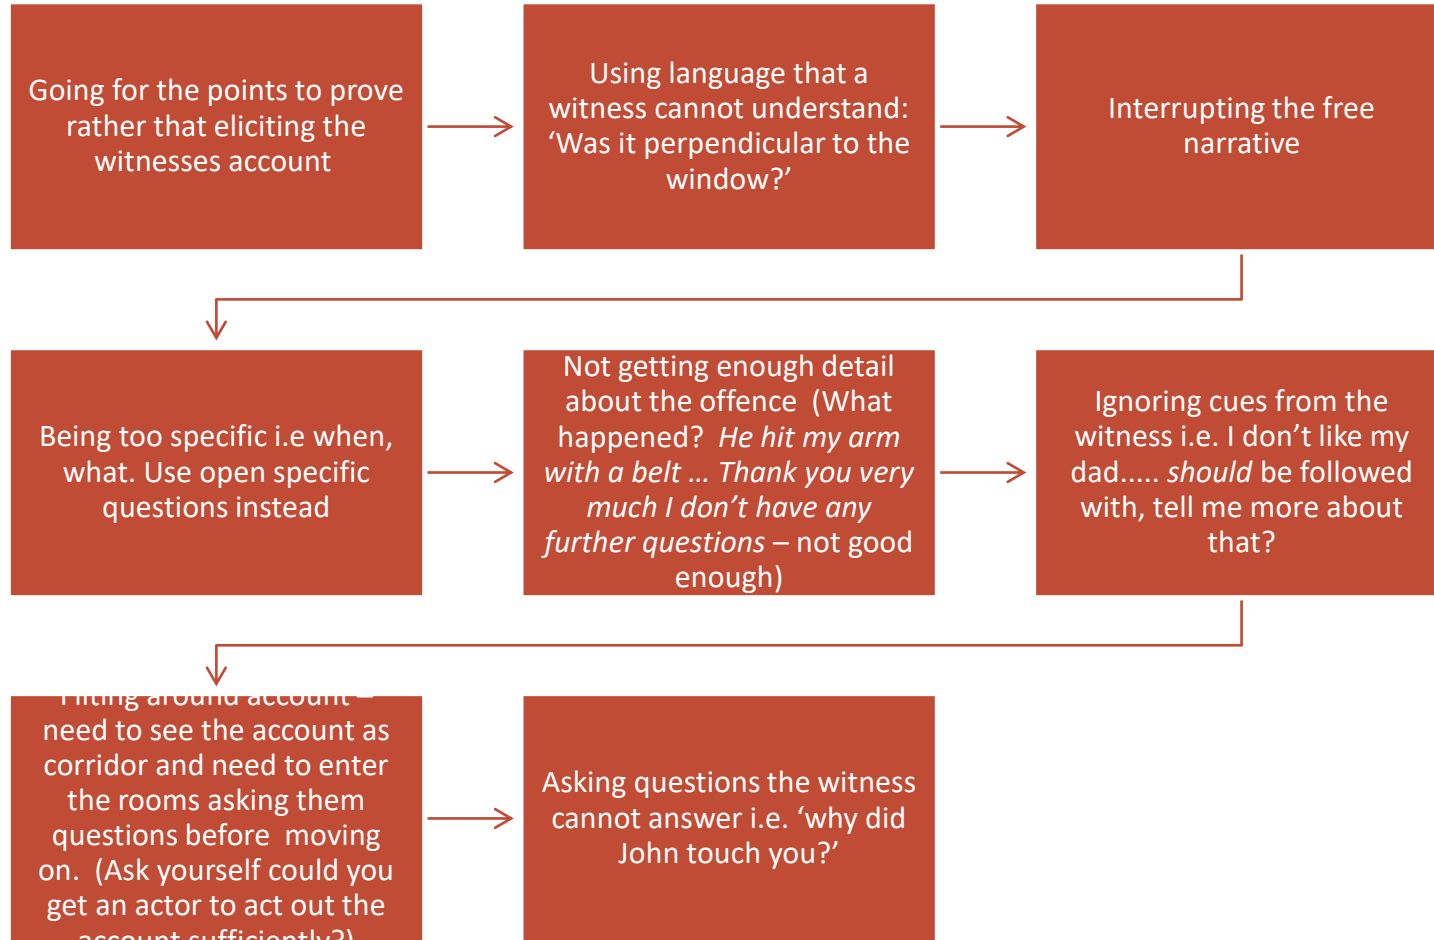 Going for the points to prove
rather that eliciting the
witnesses account
Using language that a
witness cannot understand:
‘Was it perpendicular to the
window?’
Interrupting the free
narrative
Being too specific i.e when,
what. Use open specific
questions instead
Not getting enough detail
about the offence (What
happened? He hit my arm
with a belt … Thank you very
much I don’t have any
further questions – not good
enough)
Ignoring cues from the
witness i.e. I don’t like my
dad..... should be followed
with, tell me more about
that?
around account –
need to see the account as
corridor and need to enter
the rooms asking them
questions before moving
on. (Ask yourself could you
get an actor to act out the
account sufficiently?)
Asking questions the witness
cannot answer i.e. ‘why did
John touch you?’